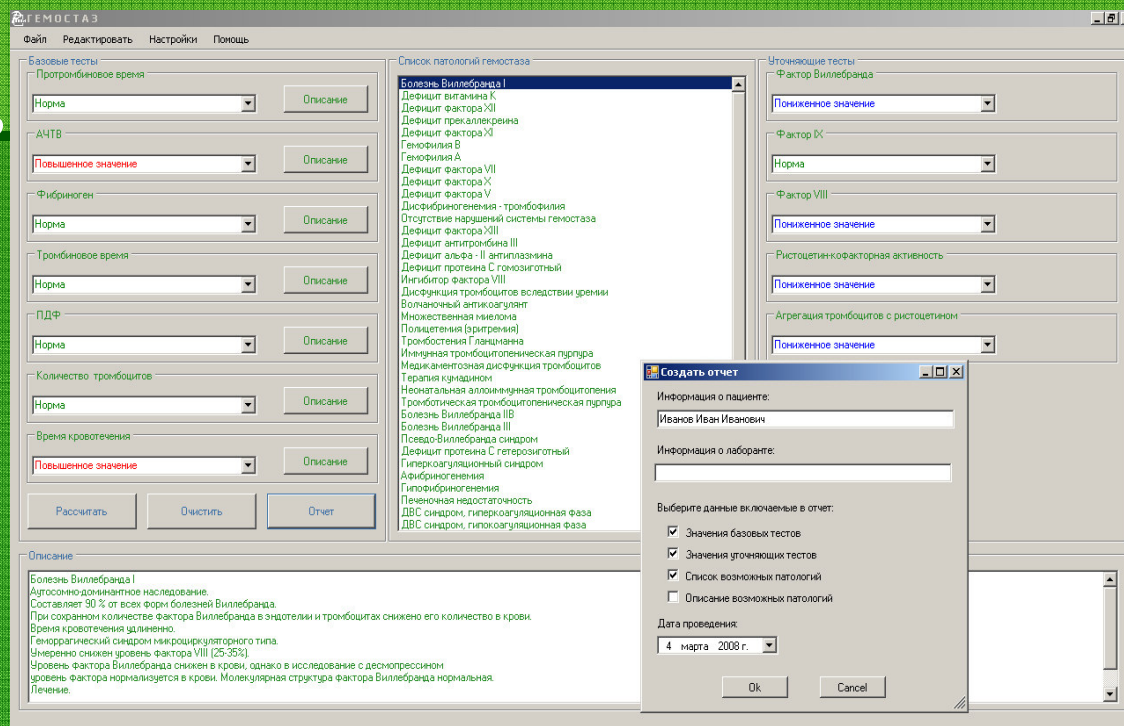 ГЕМОСТАЗ
Файл Редактировать Настройки Помощь
Базовые тесты
Протромбиновое время
Норма
Описание
АЧТВ
Повышенное значение
Описание
Фибриноген
Норма
Описание
Тромбиновое время
Норма
Описание
ПДФ
Норма
Описание
Количество тромбоцитов
Норма
Описание
Время кровотечения
Повышенное значение
Описание
Рассчитать Очистить Отчет
Список патологий гемостаза
Болезнь Виллебранда I
Дефицит витамина K
Дефицит фактора XII
Дефицит прекаллекреина
Дефицит фактора XI
Гемофилия B
Гемофилия A
Дефицит фактора VII
Дефицит фактора X
Дефицит фактора V
Дисфибриногенемия - тромбофилия
Отсутствие нарушений системы гемостаза
Дефицит фактора XIII
Дефицит антитромбина III
Дефицит альфа - II антиплазмина
Дефицит протеина C гомозиготный
Ингибитор фактора VIII
Дисфункция тромбоцитов вследствии уремии
Волчаночный антикоагулянт
Множественная миелома
Полицетемия (эритремия)
Тромбостения Гланцманна
Иммунная тромбоцитопеническая пурпура
Медикаментозная дисфункция тромбоцитов
Терапия кумадином
Неонатальная аллоиммунная тромбоцитопения
Тромботическая тромбоцитопеническая пурпура
Болезнь Виллебранда IIB
Болезнь Виллебранда III
Псевдо-Виллебранда синдром
Дефицит протеина C гетерозиготный
Гиперкоагуляционный синдром
Афибриногенемия
Гипофибриногенемия
Печеночная недостаточность
ДВС синдром, гиперкоагуляционная фаза
ДВС синдром, гипокоагуляционная фаза
Уточняющие тесты
Фактор Виллебранда
Пониженное значение
Фактор IX
Норма
Фактор VIII
Пониженное значение
Ристоцетин-кофакторная активность
Пониженное значение
Агрегация тромбоцитов с ристоцетином
Пониженное значение
Создать отчет
Информация о пациенте:
Иванов Иван Иванович
Информация о лаборанте:
Выберите данные включаемые в отчет:
Значения базовых тестов
Значения уточняющих тестов
Список возможных патологий
Описание возможных патологий
Дата проведения:
4 марта 2008 г.
Ok Cancel
Описание
Болезнь Виллебранда I
Аутосомно-доминантное наследование.
Составляет 90 % от всех форм болезней Виллебранда.
При сохранном количестве фактора Виллебранда в эндотелии и тромбоцитах снижено его количество в крови.
Время кровотечения удлиненно.
Геморрагический синдром микроциркуляторного типа.
Умеренно снижен уровень фактора VIII (25-35%).
Уровень фактора Виллебранда снижен в крови, однако в исследование с десмопрессином
уровень фактора нормализуется в крови. Молекулярная структура фактора Виллебранда нормальная.
Лечение.